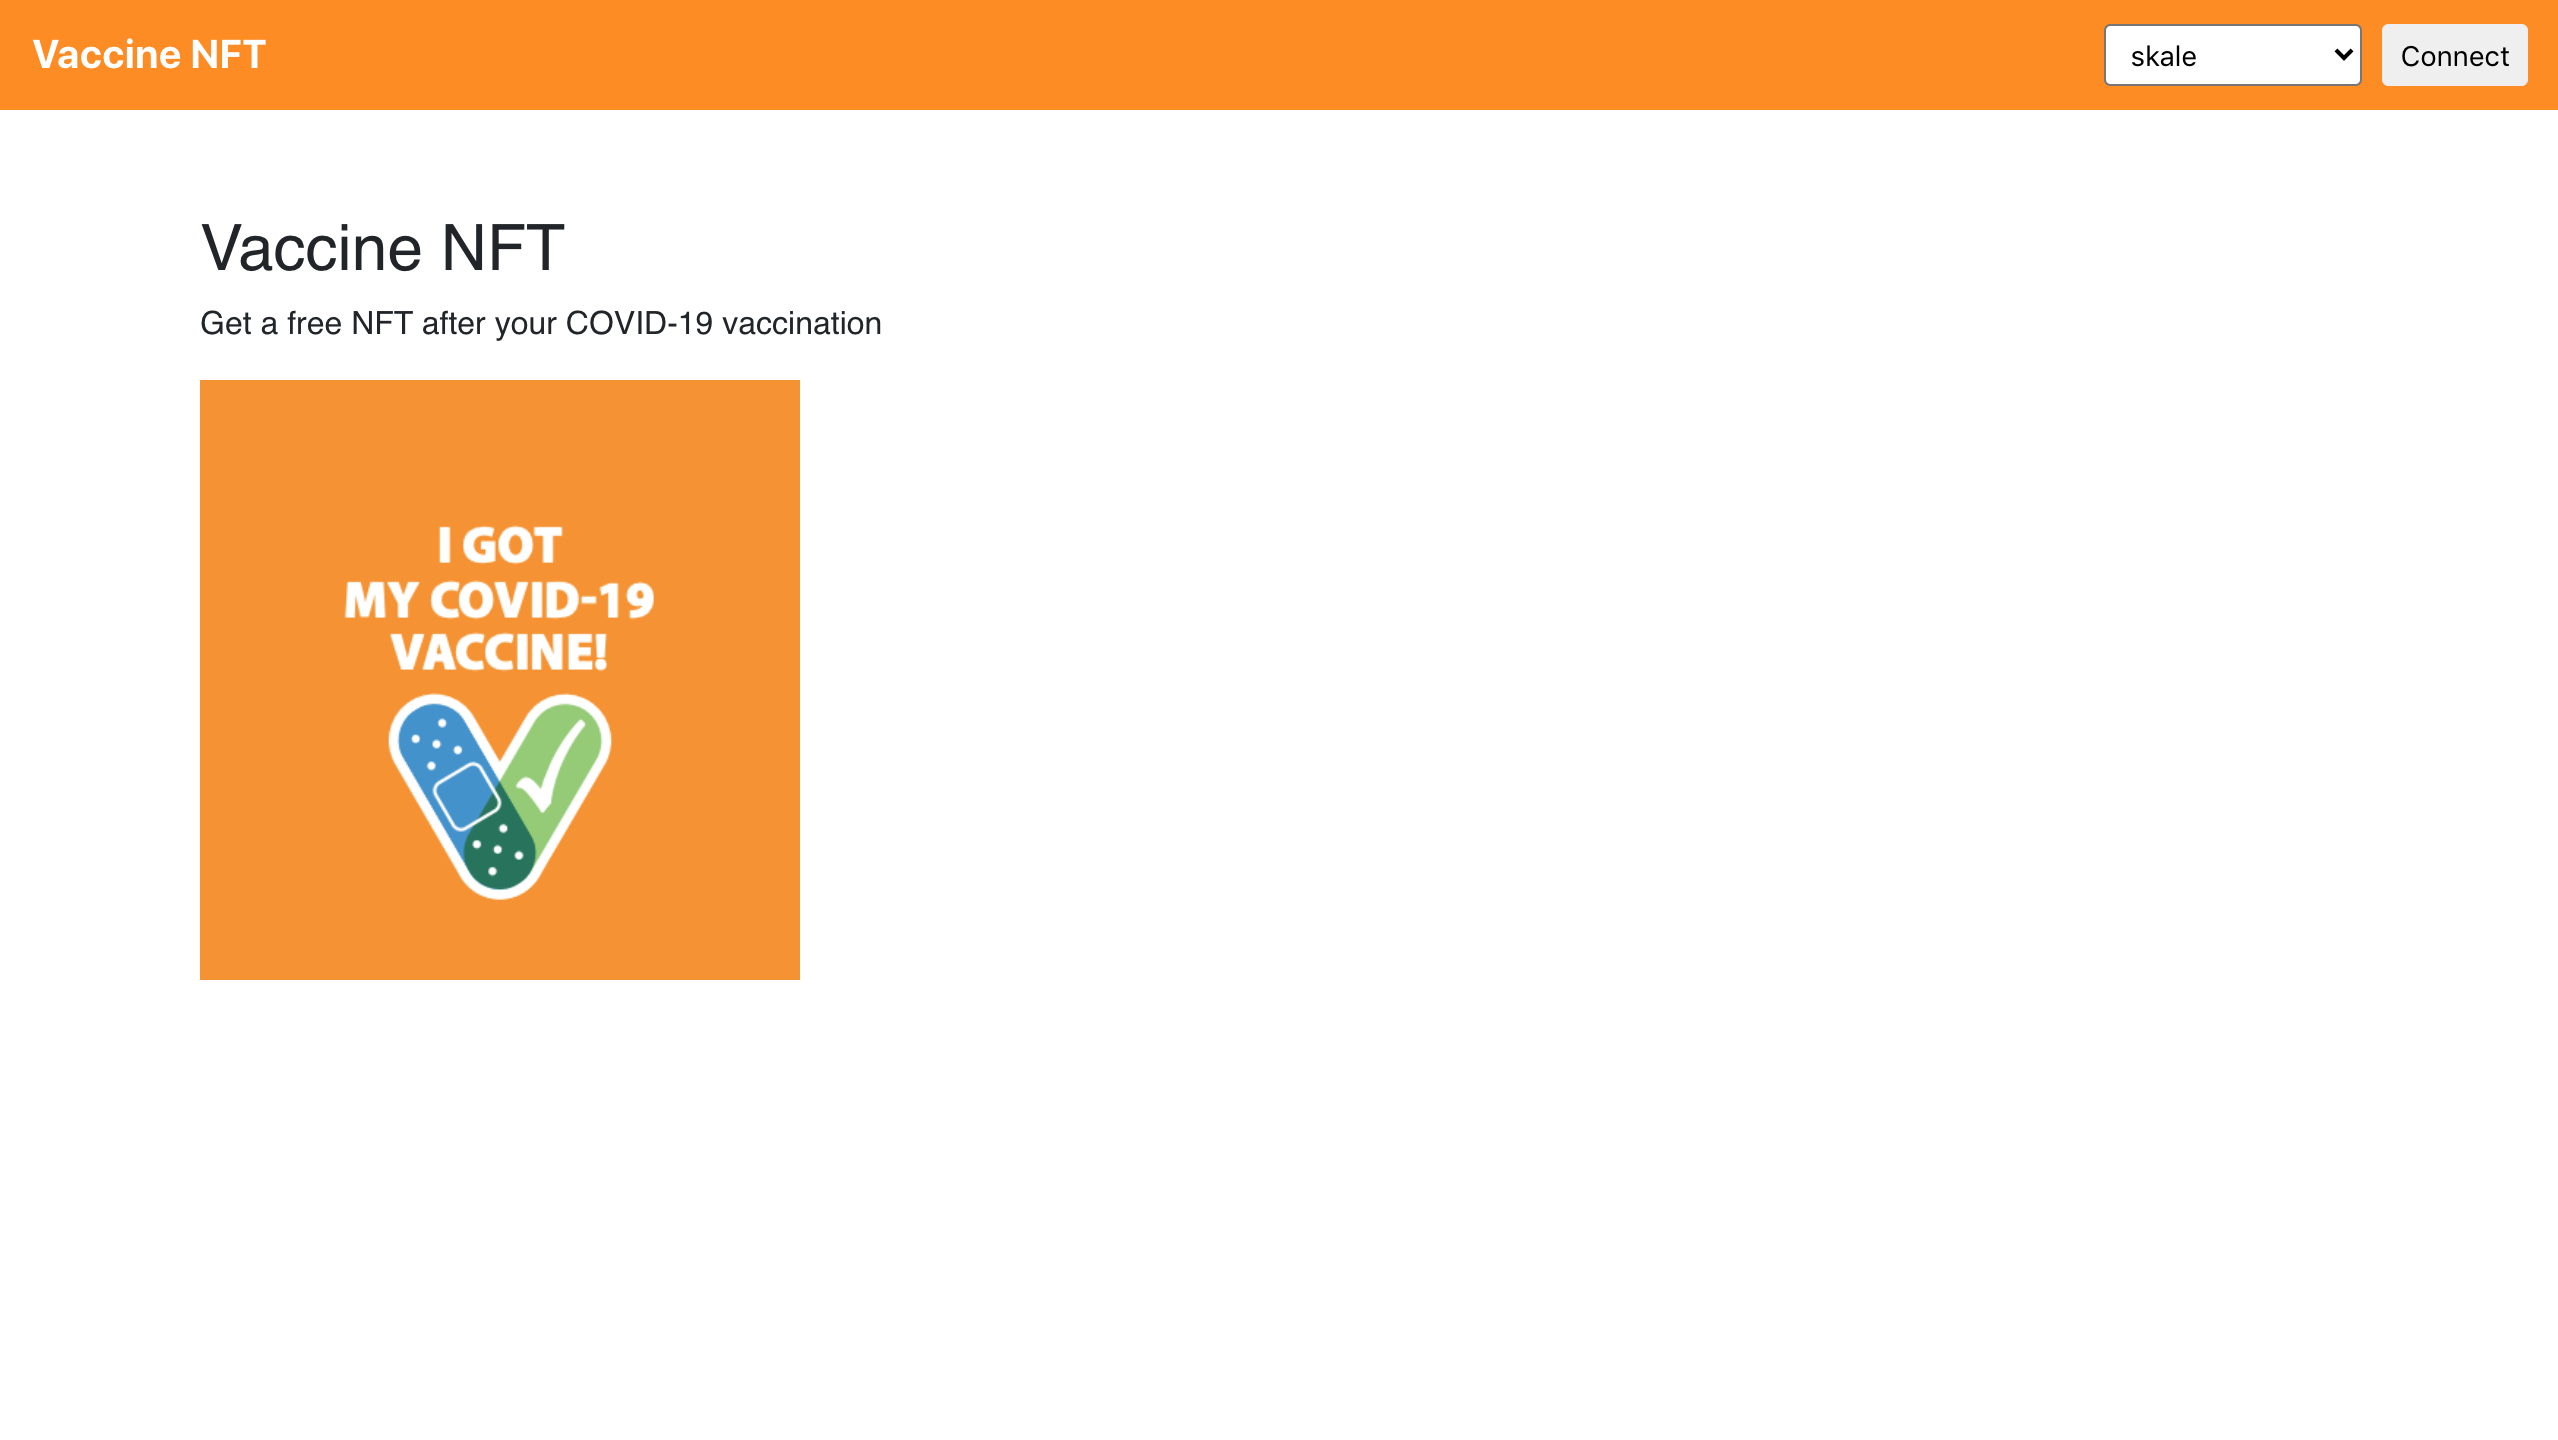 Vaccine NFT
skale
Connect
Vaccine NFT
Get a free NFT after your COVID-19 vaccination
I GOT
MY COVID-19
VACCINE!